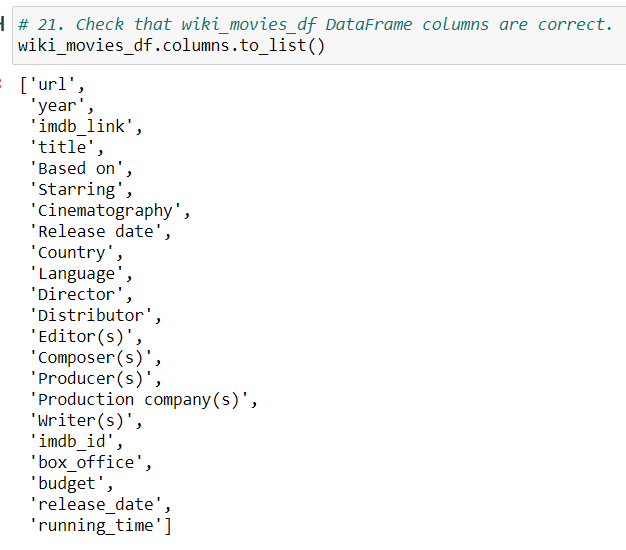 # 21. Check that wiki_movies_df DataFrame columns are correct.
wiki_movies_df.columns.to_list()
['url',
'year',
'imdb_link',
'title',
'Based on',
'Starring',
'Cinematography',
'Release date',
'Country',
'Language',
'Director',
'Distributor',
'Editor(s)',
'Composer(s)',
'Producer(s)',
'Production company(s)',
'Writer(s)',
'imdb_id',
'box_office',
'budget',
'release_date',
'running_time']